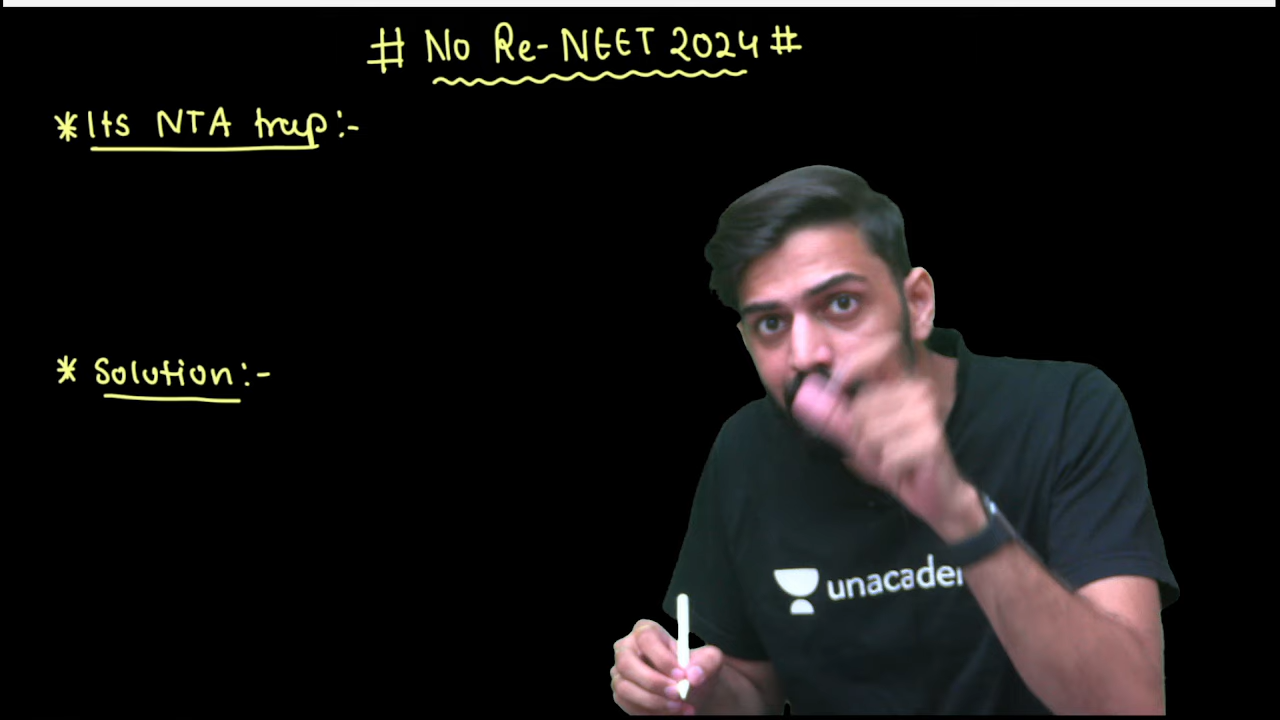 # No Re-NEET 2024 #
* Its NTA trap:-
* Solution:-
unacade